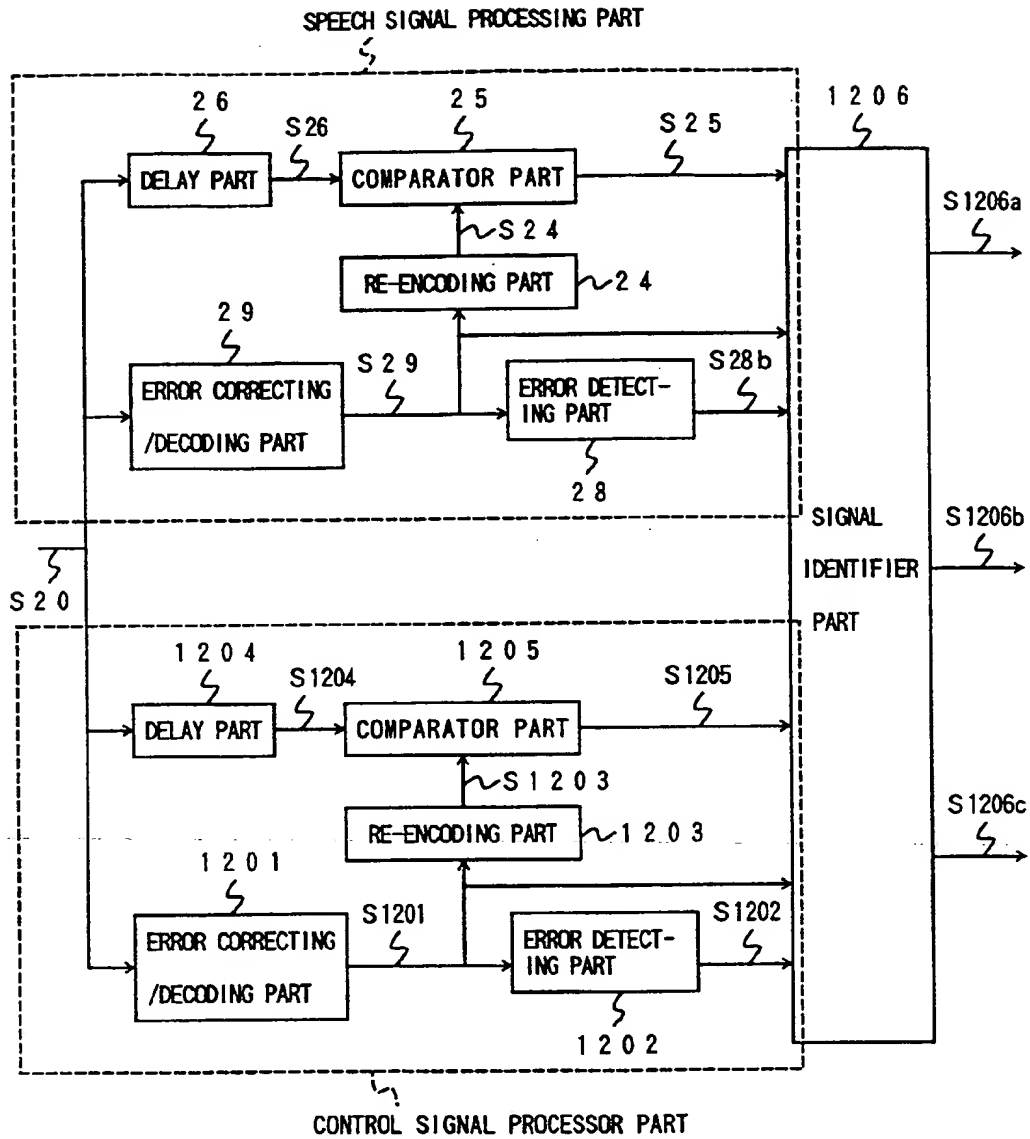 SPEECH SIGNAL PROCESSING PART
26
S26
25
S25
1206
DELAY PART
COMPARATOR PART
S1206a
S24
RE-ENCODING PART
24
29
S29
S28b
ERROR CORRECTING
/DECODING PART
ERROR DETECT-
ING PART
28
SIGNAL
IDENTIFIER
PART
S1206b
S20
1204
S1204
1205
S1205
DELAY PART
COMPARATOR PART
S1203
RE-ENCODING PART
1203
S1206c
1201
S1201
S1202
ERROR CORRECTING
/DECODING PART
ERROR DETECT-
ING PART
1202
CONTROL SIGNAL PROCESSOR PART